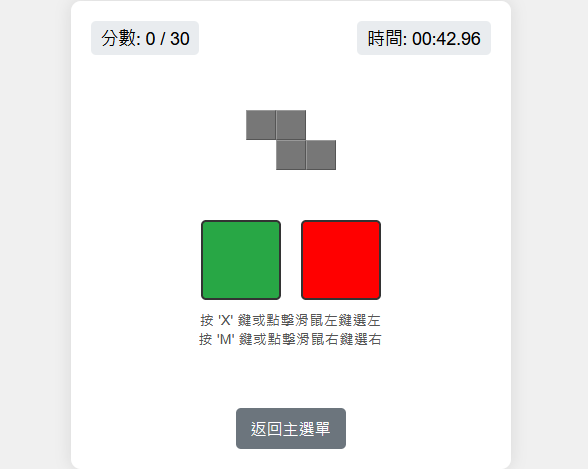 分數: 0 / 30
時間: 00:42.96
按 'X' 鍵或點擊滑鼠左鍵選左
按 'M' 鍵或點擊滑鼠右鍵選右
返回主選單